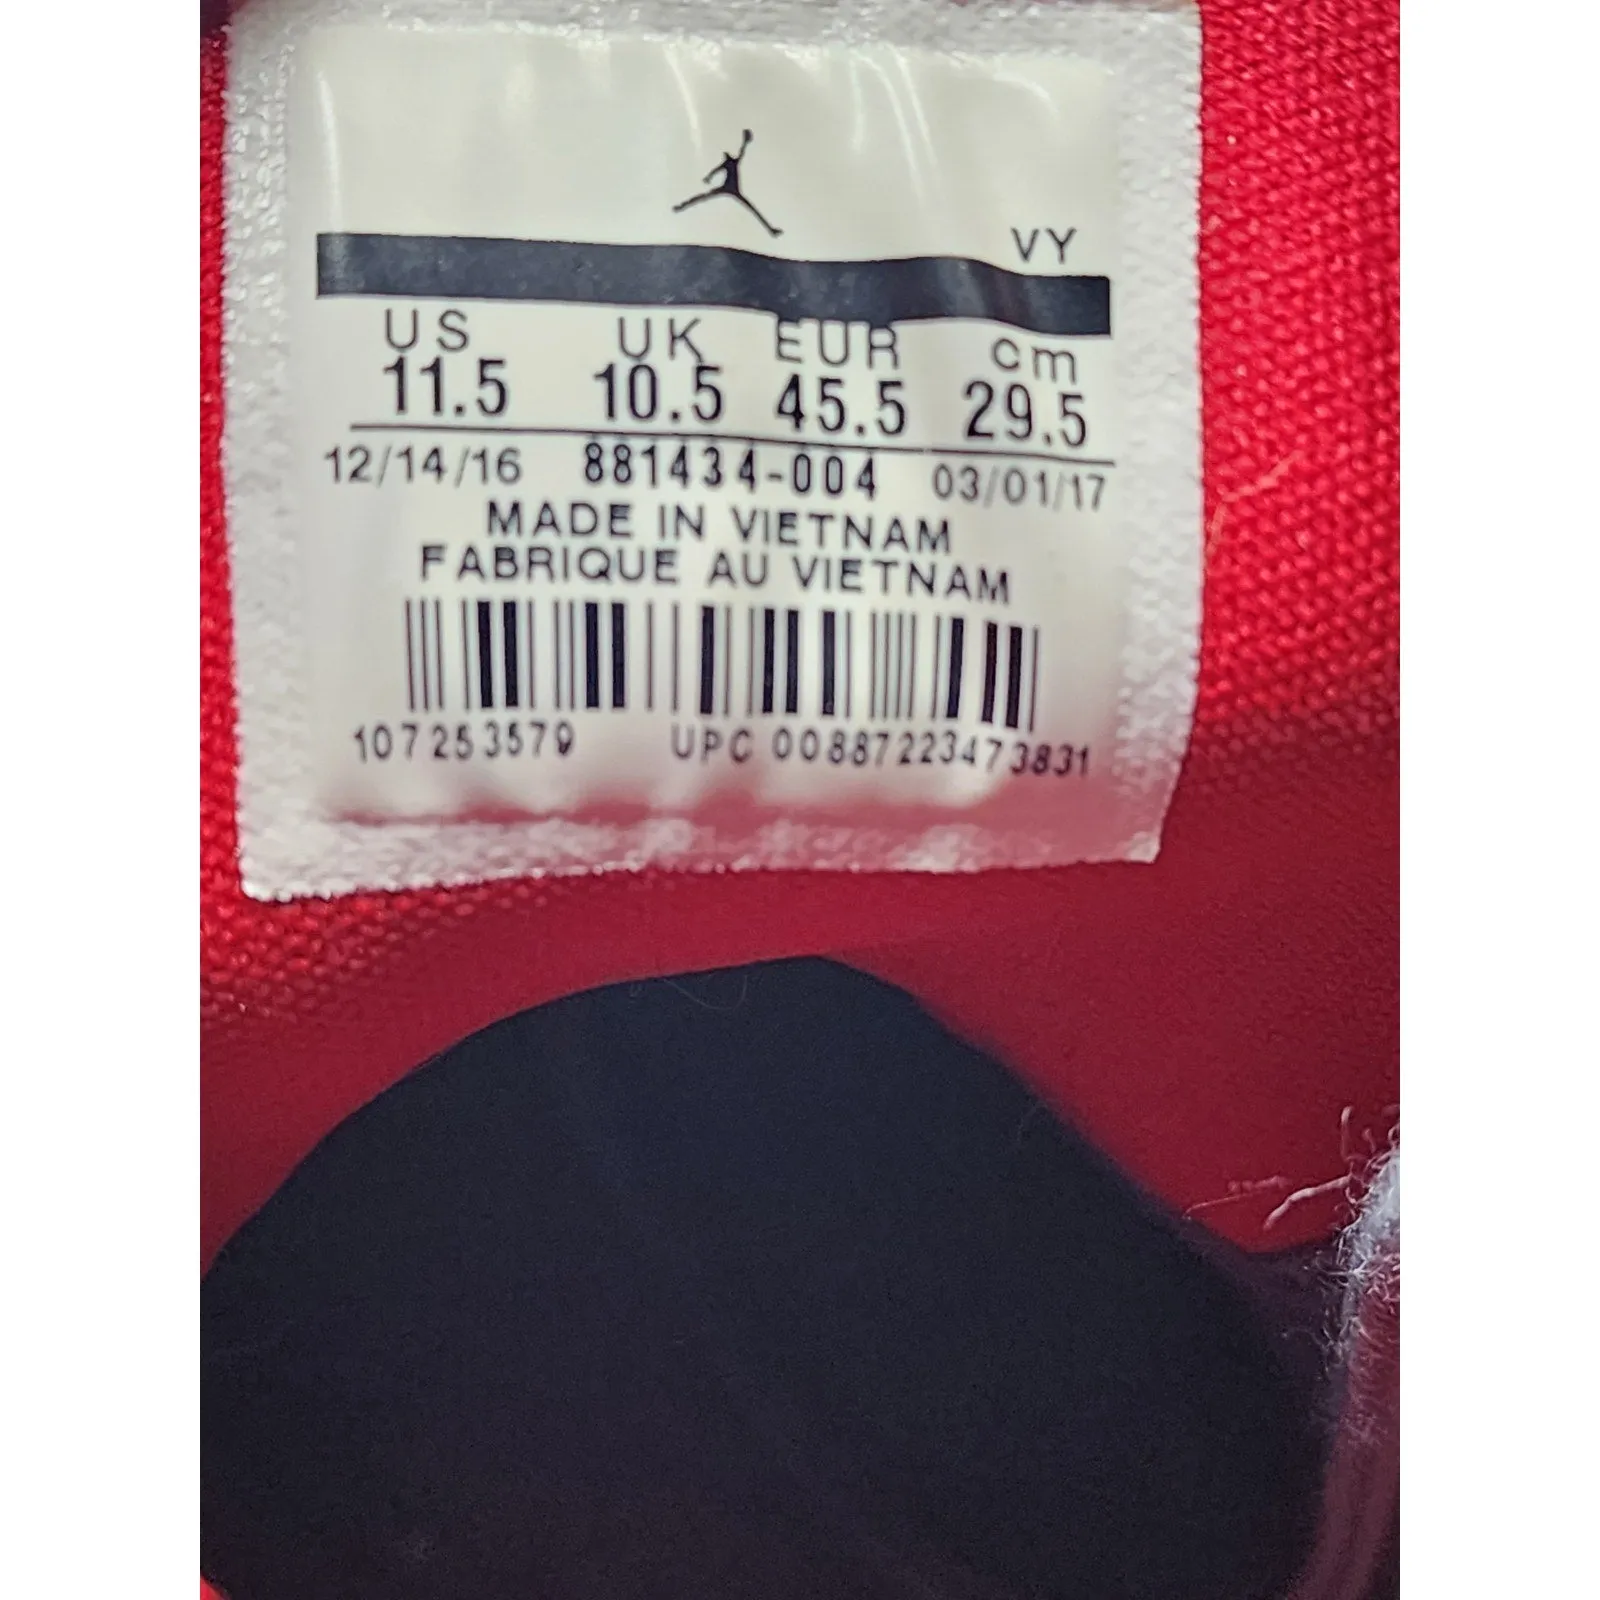 VY
US UK EUR cm
11.5 10.5 45.5 29.5
12/14/16 881434-004 03/01/17
MADE IN VIETNAM
FABRIQUE AU VIETNAM
107253579 UPC 00887223473831